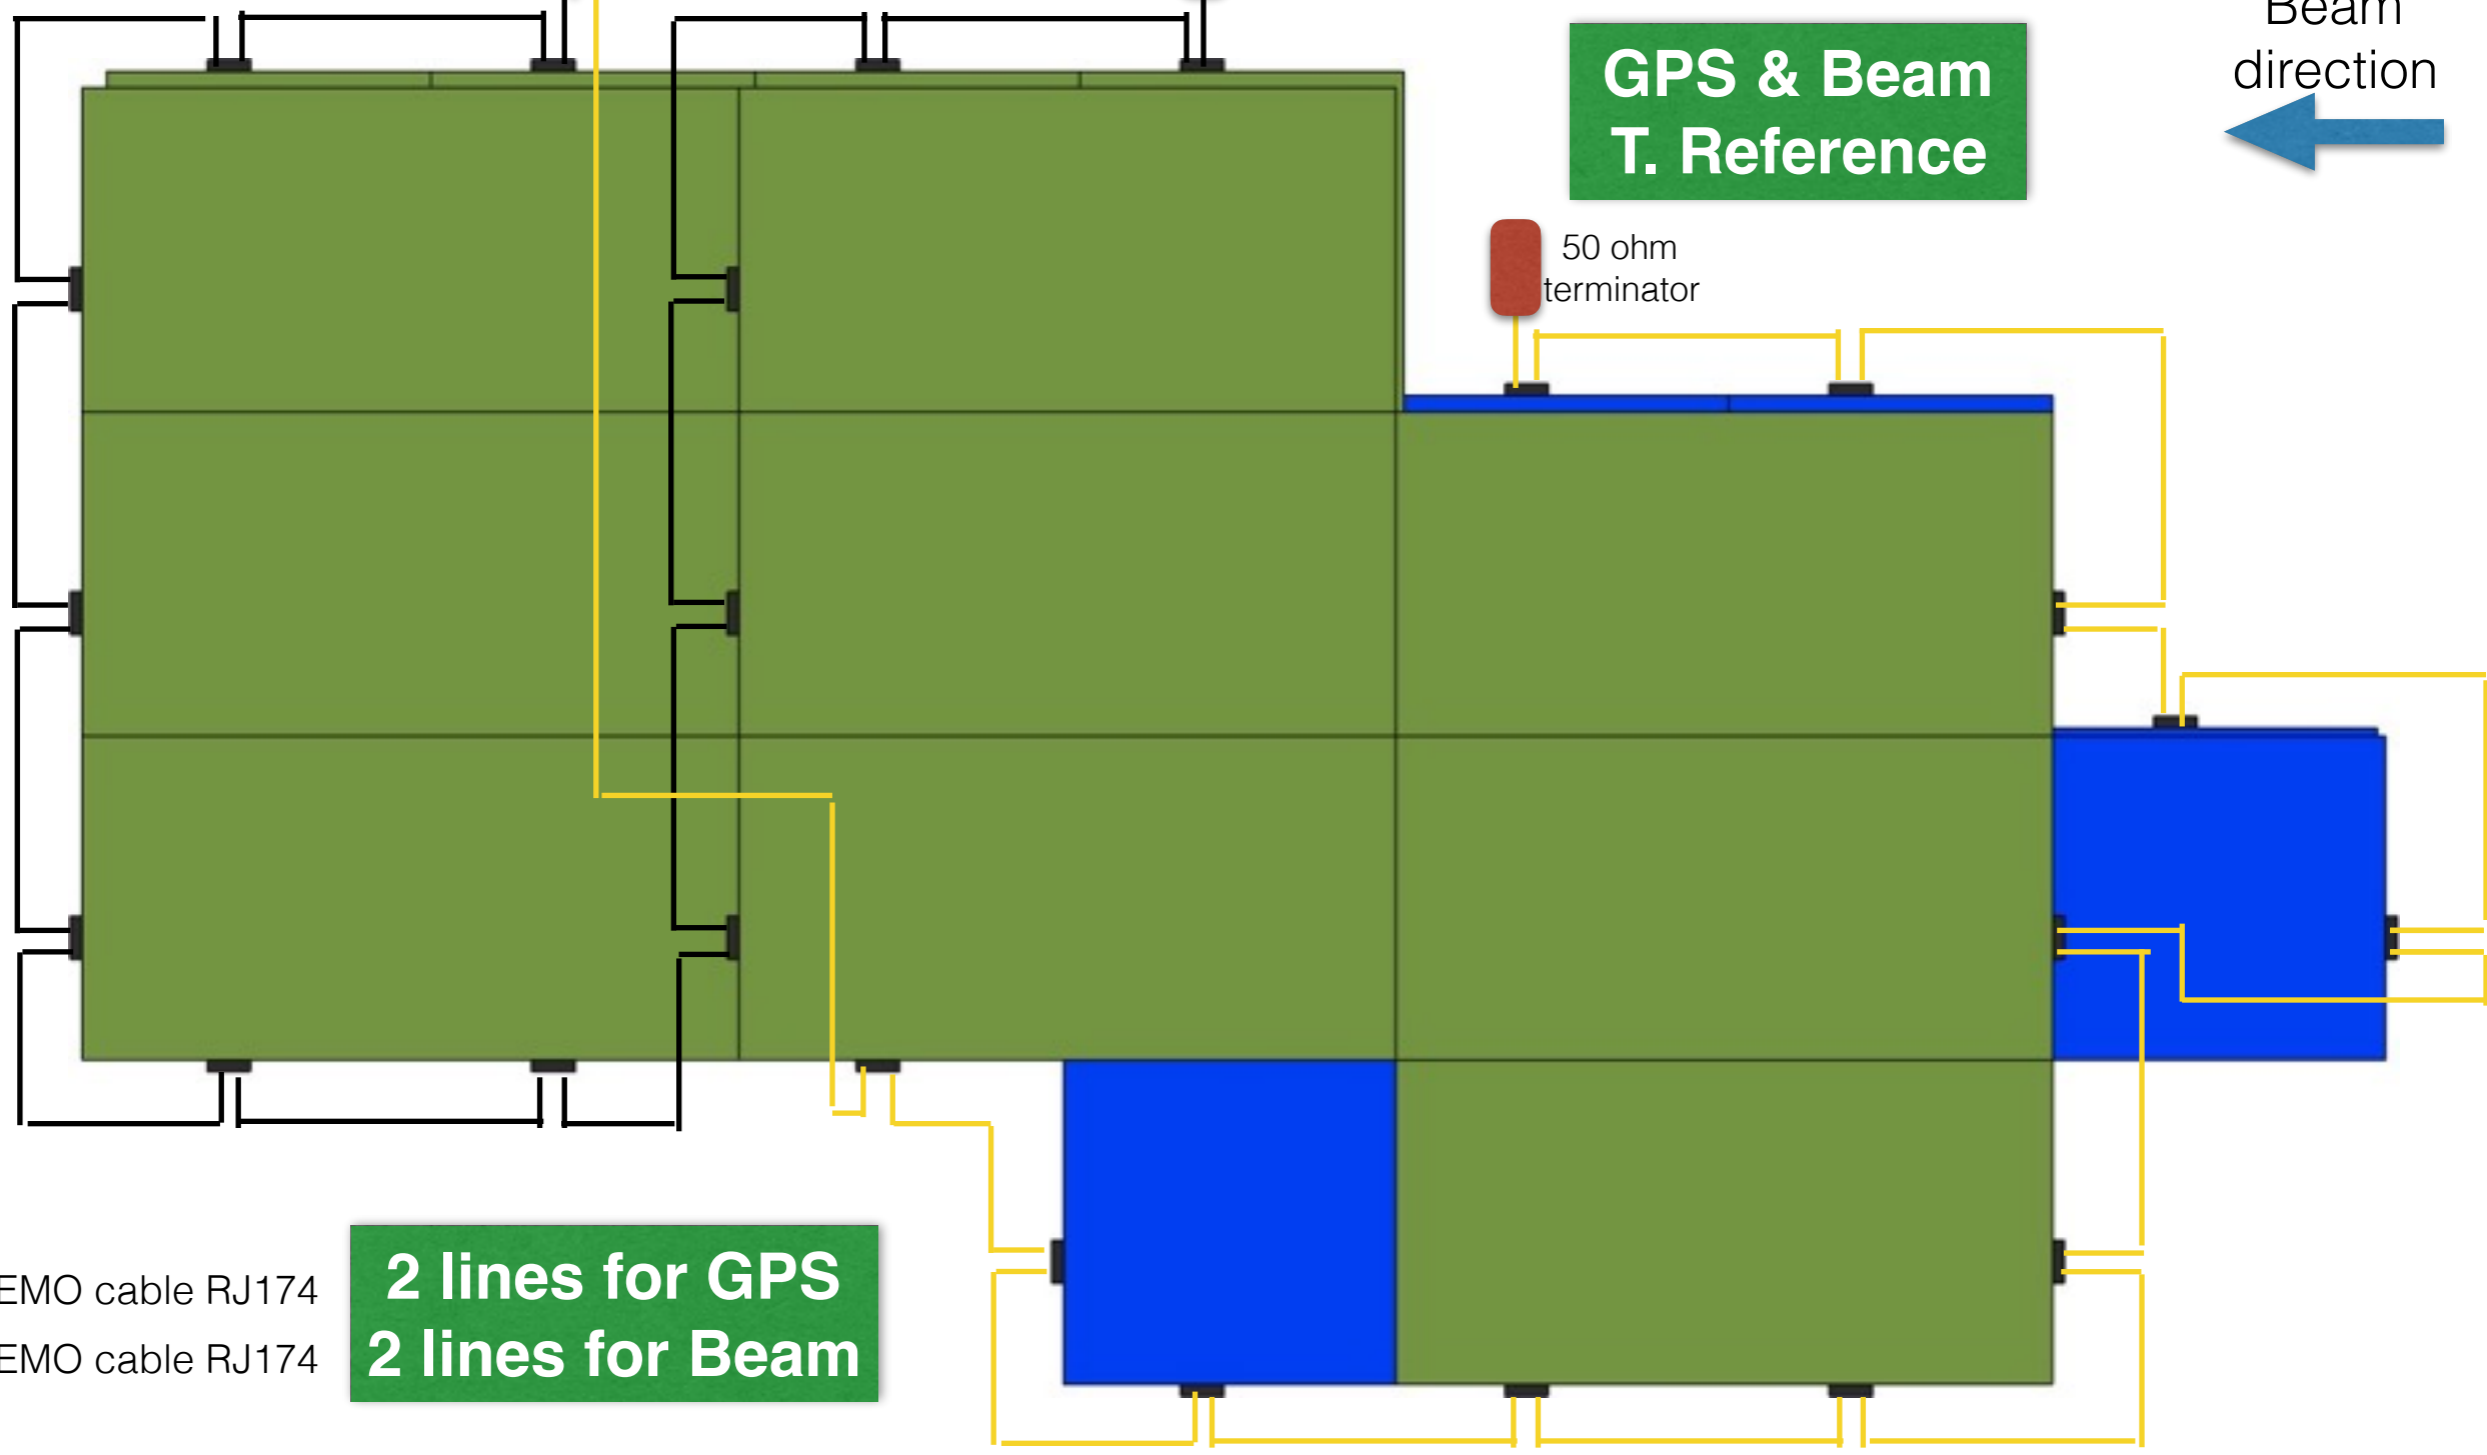 Beam
direction
GPS & Beam
T. Reference
50 ohm
terminator
EMO cable RJ174
EMO cable RJ174
2 lines for GPS
2 lines for Beam